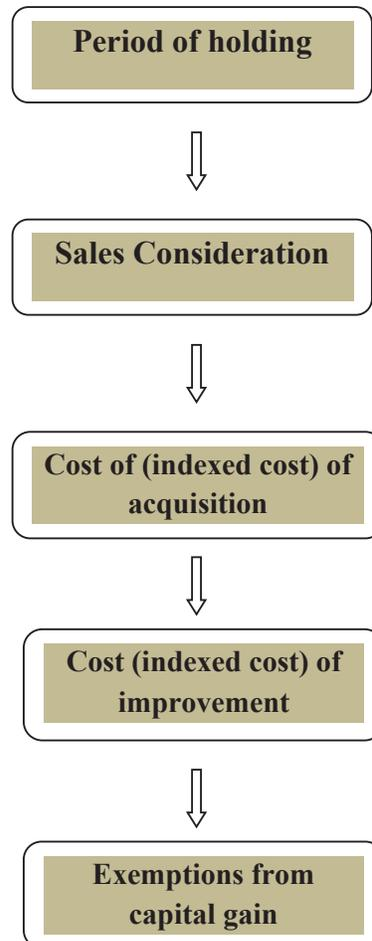 Period of holding
Sales Consideration
Cost of (indexed cost) of
acquisition
Cost (indexed cost) of
improvement
Exemptions from
capital gain